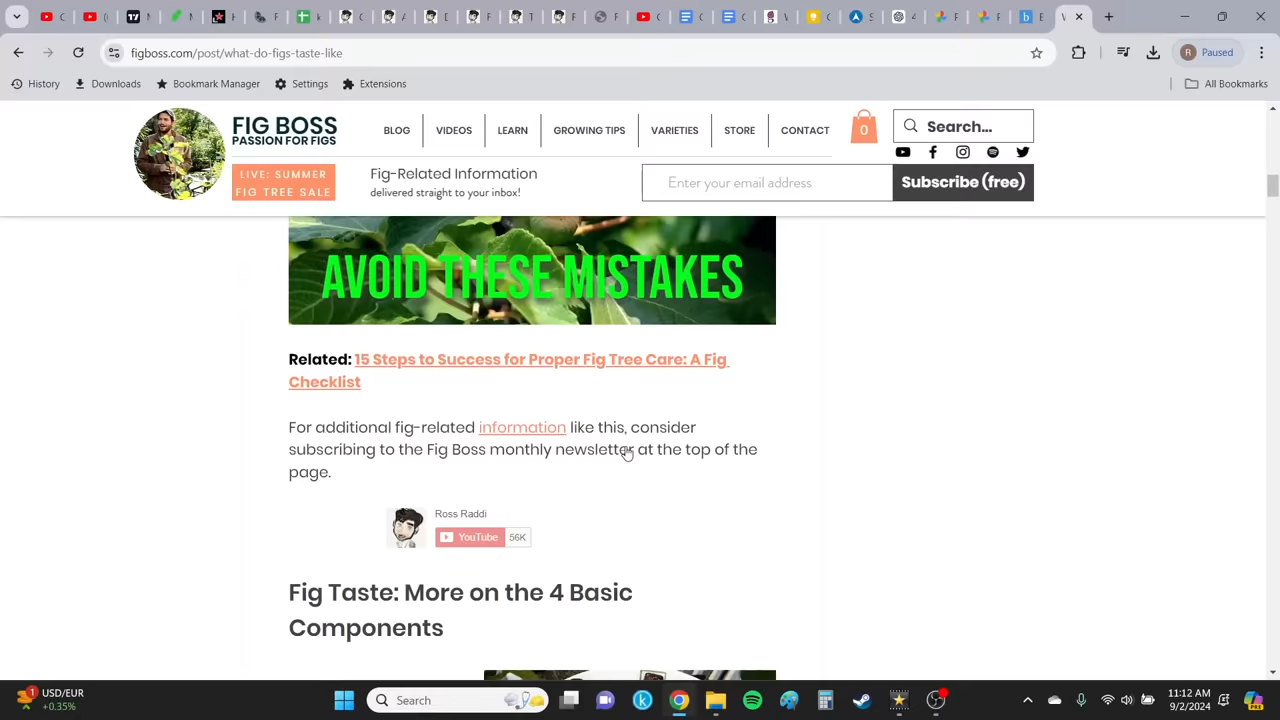 figboss.com/post/what-do-figs-taste-like
Paused
History
Downloads
Bookmark Manager
Settings
Extensions
All Bookmarks
FIG BOSS
PASSION FOR FIGS
BLOG
VIDEOS
LEARN
GROWING TIPS
VARIETIES
STORE
CONTACT
0
Search...
LIVE: SUMMER
FIG TREE SALE
Fig-Related Information
delivered straight to your inbox!
Enter your email address
Subscribe (free)
AVOID THESE MISTAKES
Related: 15 Steps to Success for Proper Fig Tree Care: A Fig
Checklist
For additional fig-related information like this, consider
subscribing to the Fig Boss monthly newsletter at the top of the
page.
Ross Raddi
YouTube 56K
Fig Taste: More on the 4 Basic
Components
1
USD/EUR
+0.35%
Search
11:12 AM
9/2/2024